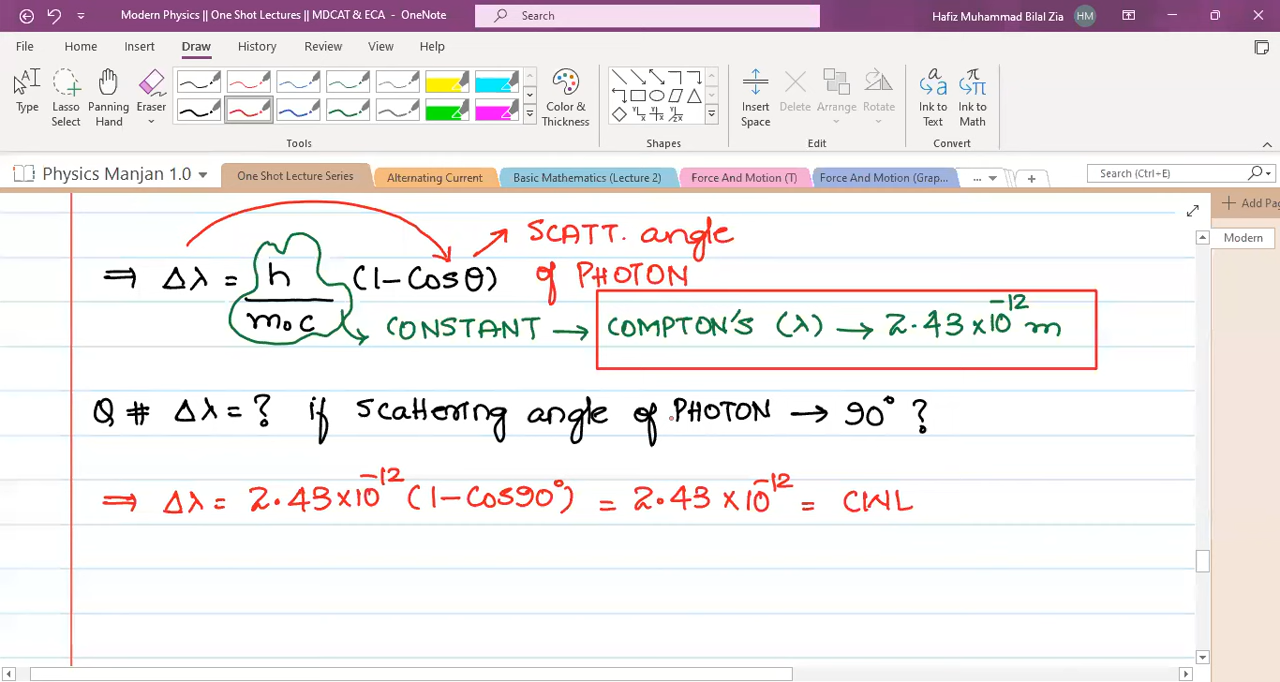 Modern Physics || One Shot Lectures || MDCAT & ECA - OneNote
Search
Hafiz Muhammad Bilal Zia HM
File Home Insert Draw History Review View Help
Type
Lasso Select
Panning Hand
Eraser
Color & Thickness
Insert Space
Delete
Arrange
Rotate
Ink to Text
Ink to Math
Tools Shapes Edit Convert
Physics Manjan 1.0
One Shot Lecture Series
Alternating Current
Basic Mathematics (Lecture 2)
Force And Motion (T)
Force And Motion (Grap...
...
Search (Ctrl+E)
Add Pag
Modern
⇒ Δλ = h/m₀c (1-Cosθ) → SCATT. angle
of PHOTON
CONSTANT → COMPTON'S (λ) → 2.43×10⁻¹² m
Q # Δλ = ? if Scattering angle of PHOTON → 90° ?
⇒ Δλ = 2.43×10⁻¹² (1-Cos90°) = 2.43×10⁻¹² = CWL